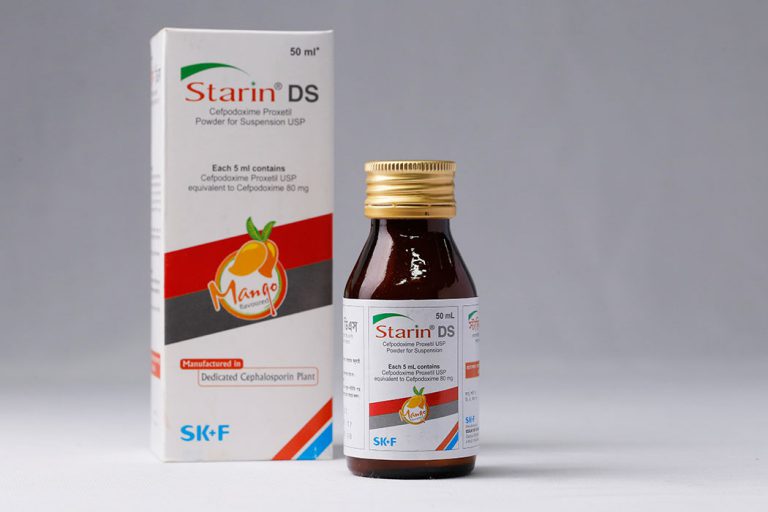 50 ml*
Starin® DS
Cefpodoxime Proxetil
Powder for Suspension USP
Each 5 ml contains
Cefpodoxime Proxetil USP
equivalent to Cefpodoxime 80 mg
Mango
flavoured
Manufactured in
Dedicated Cephalosporin Plant
SK+F
50 mL
Starin® DS
Cefpodoxime Proxetil USP
Powder for Suspension
Each 5 mL contains
Cefpodoxime Proxetil USP
equivalent to Cefpodoxime 80 mg
Mango
SK+F